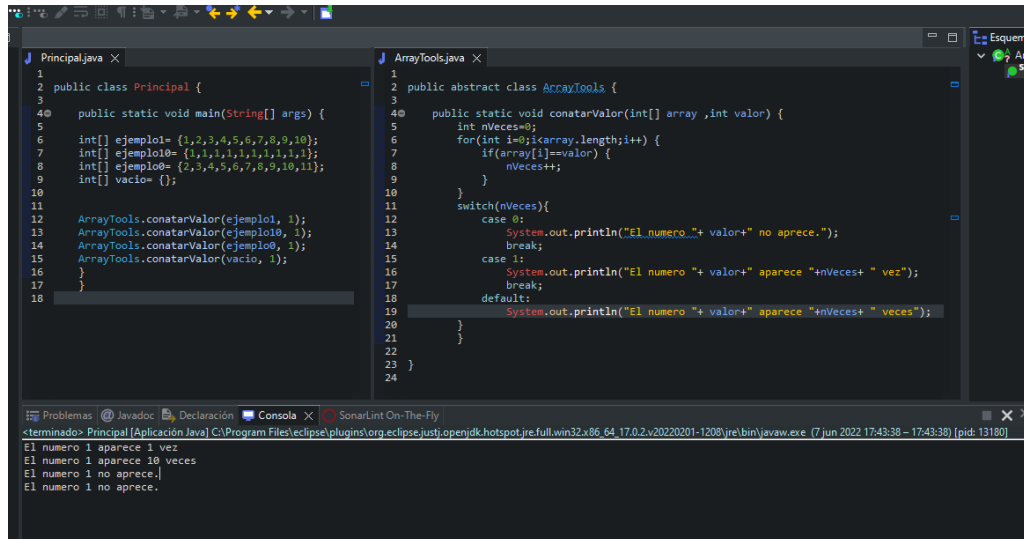 Esquem
Principal.java
1
2 public class Principal {
3
4 public static void main(String[] args) {
5
6 int[] ejemplo1= {1,2,3,4,5,6,7,8,9,10};
7 int[] ejemplo10= {1,1,1,1,1,1,1,1,1,1};
8 int[] ejemplo0= {2,3,4,5,6,7,8,9,10,11};
9 int[] vacio= {};
10
11
12 ArrayTools.conatarValor(ejemplo1, 1);
13 ArrayTools.conatarValor(ejemplo10, 1);
14 ArrayTools.conatarValor(ejemplo0, 1);
15 ArrayTools.conatarValor(vacio, 1);
16 }
17 }
18
ArrayTools.java
1
2 public abstract class ArrayTools {
3
4 public static void conatarValor(int[] array ,int valor) {
5 int nVeces=0;
6 for(int i=0;i<array.length;i++) {
7 if(array[i]==valor) {
8 nVeces++;
9 }
10 }
11 switch(nVeces){
12 case 0:
13 System.out.println("El numero "+ valor+" no aprece.");
14 break;
15 case 1:
16 System.out.println("El numero "+ valor+" aparece "+nVeces+ " vez");
17 break;
18 default:
19 System.out.println("El numero "+ valor+" aparece "+nVeces+ " veces");
20 }
21 }
22
23 }
24
Problemas @ Javadoc Declaración Consola SonarLint On-The-Fly
<terminado> Principal [Aplicación Java] C:\Program Files\eclipse\plugins\org.eclipse.justj.openjdk.hotspot.jre.full.win32.x86_64_17.0.2.v20220201-1208\jre\bin\javaw.exe (7 jun 2022 17:43:38 – 17:43:38) [pid: 13180]
El numero 1 aparece 1 vez
El numero 1 aparece 10 veces
El numero 1 no aprece.
El numero 1 no aprece.